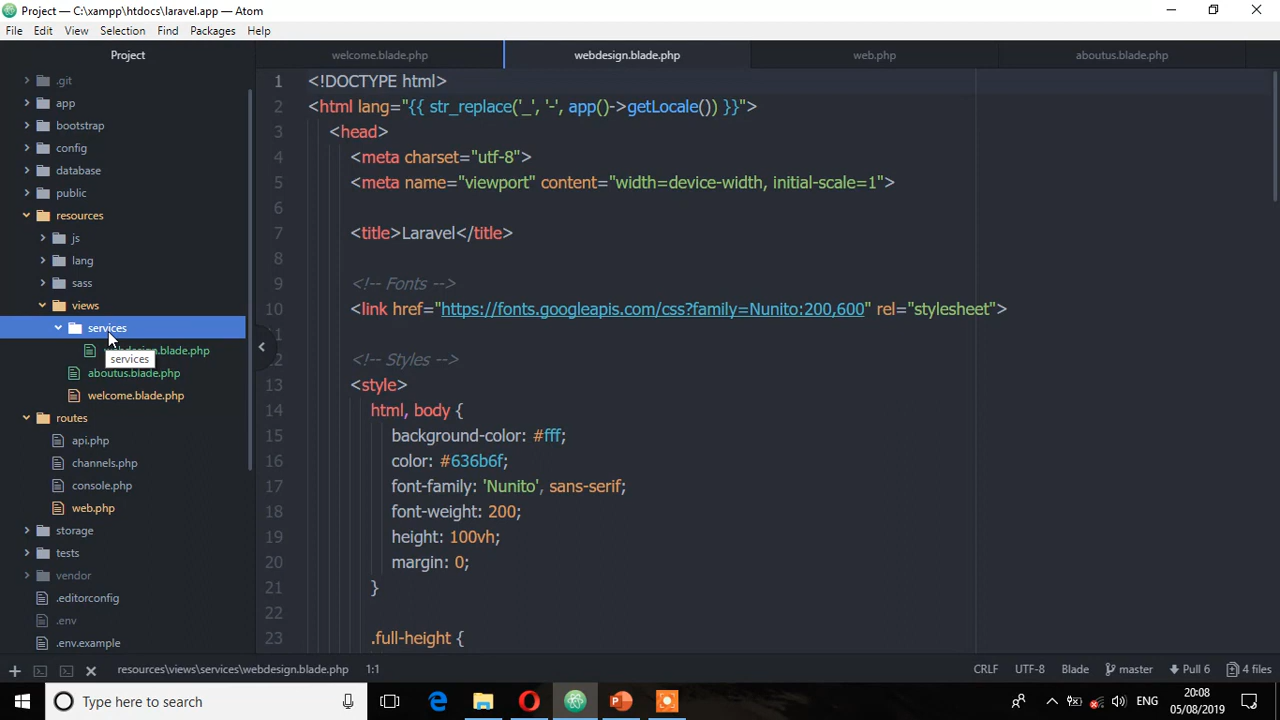 Project — C:\xampp\htdocs\laravel.app — Atom
File Edit View Selection Find Packages Help
Project
welcome.blade.php webdesign.blade.php web.php aboutus.blade.php
.git
app
bootstrap
config
database
public
resources
js
lang
sass
views
services
webdesign.blade.php
services
aboutus.blade.php
welcome.blade.php
routes
api.php
channels.php
console.php
web.php
storage
tests
vendor
.editorconfig
.env
.env.example
1 <!DOCTYPE html>
2 <html lang="{{ str_replace('_', '-', app()->getLocale()) }}">
3 <head>
4 <meta charset="utf-8">
5 <meta name="viewport" content="width=device-width, initial-scale=1">
6
7 <title>Laravel</title>
8
9 <!-- Fonts -->
10 <link href="https://fonts.googleapis.com/css?family=Nunito:200,600" rel="stylesheet">
11
12 <!-- Styles -->
13 <style>
14 html, body {
15 background-color: #fff;
16 color: #636b6f;
17 font-family: 'Nunito', sans-serif;
18 font-weight: 200;
19 height: 100vh;
20 margin: 0;
21 }
22
23 .full-height {
resources\views\services\webdesign.blade.php 1:1 CRLF UTF-8 Blade master Pull 6 4 files
Type here to search
ENG
20:08
05/08/2019